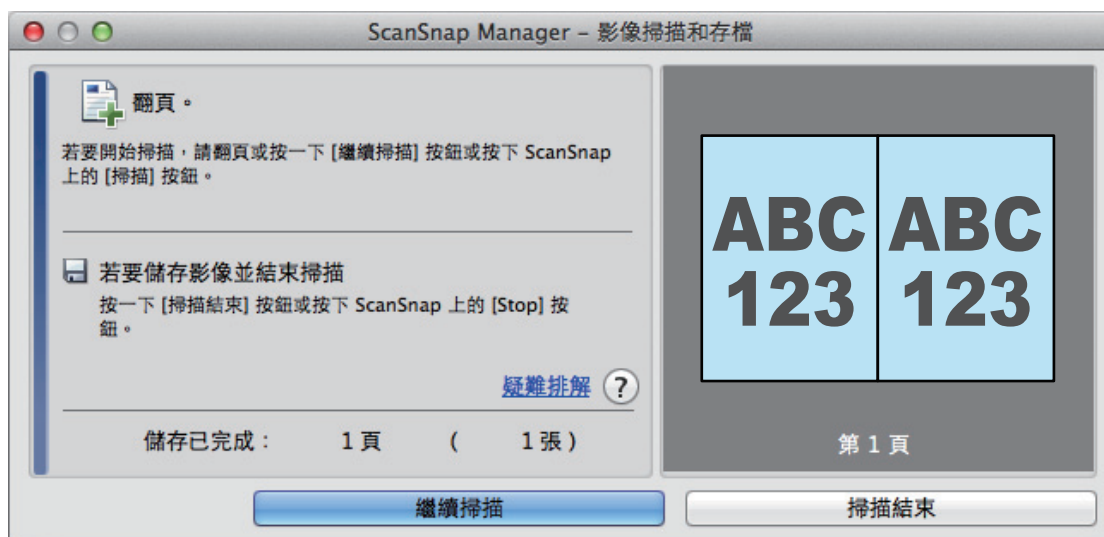 ScanSnap Manager – 影像掃描和存檔
翻頁。
若要開始掃描，請翻頁或按一下 [繼續掃描] 按鈕或按下 ScanSnap
上的 [掃描] 按鈕。
若要儲存影像並結束掃描
按一下 [掃描結束] 按鈕或按下 ScanSnap 上的 [Stop] 按
鈕。
疑難排解 ?
儲存已完成： 1 頁 ( 1 張 )
ABC ABC
123 123
第 1 頁
繼續掃描 掃描結束